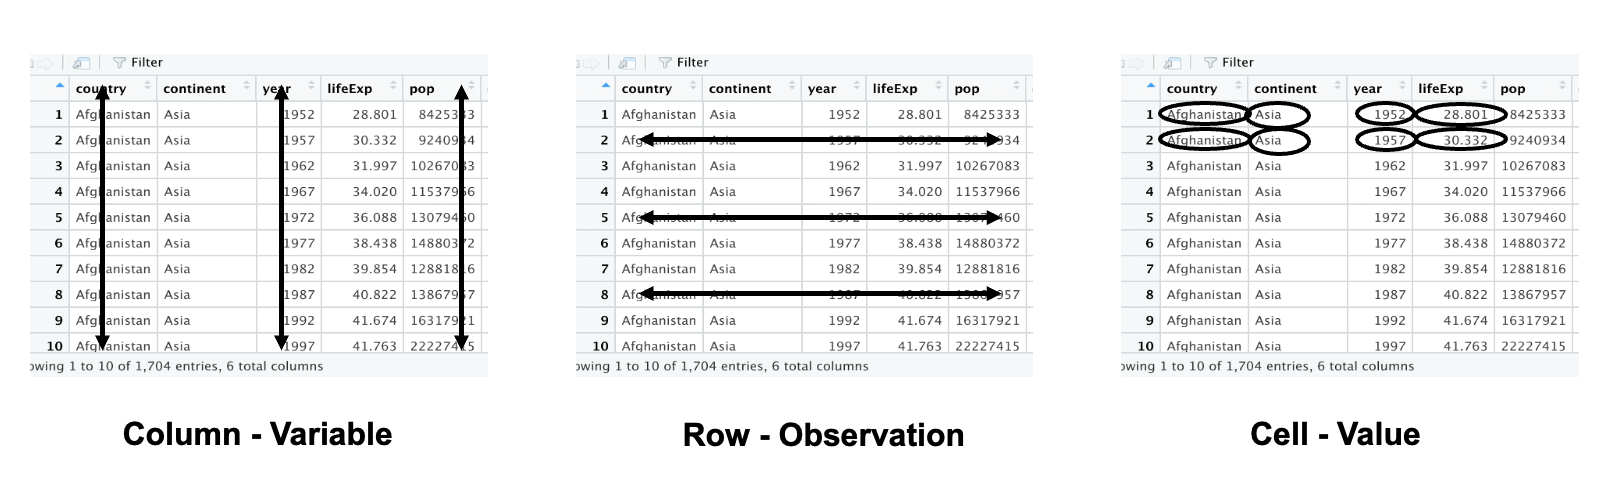 Filter
country continent year lifeExp pop
1 Afghanistan Asia 1952 28.801 8425333
2 Afghanistan Asia 1957 30.332 9240934
3 Afghanistan Asia 1962 31.997 10267083
4 Afghanistan Asia 1967 34.020 11537966
5 Afghanistan Asia 1972 36.088 13079460
6 Afghanistan Asia 1977 38.438 14880372
7 Afghanistan Asia 1982 39.854 12881816
8 Afghanistan Asia 1987 40.822 13867957
9 Afghanistan Asia 1992 41.674 16317921
10 Afghanistan Asia 1997 41.763 22227415
owing 1 to 10 of 1,704 entries, 6 total columns
Column - Variable
Filter
country continent year lifeExp pop
1 Afghanistan Asia 1952 28.801 8425333
2 Afghanistan Asia 1957 30.332 9240934
3 Afghanistan Asia 1962 31.997 10267083
4 Afghanistan Asia 1967 34.020 11537966
5 Afghanistan Asia 1972 36.088 13079460
6 Afghanistan Asia 1977 38.438 14880372
7 Afghanistan Asia 1982 39.854 12881816
8 Afghanistan Asia 1987 40.822 13867957
9 Afghanistan Asia 1992 41.674 16317921
10 Afghanistan Asia 1997 41.763 22227415
owing 1 to 10 of 1,704 entries, 6 total columns
Row - Observation
Filter
country continent year lifeExp pop
1 Afghanistan Asia 1952 28.801 8425333
2 Afghanistan Asia 1957 30.332 9240934
3 Afghanistan Asia 1962 31.997 10267083
4 Afghanistan Asia 1967 34.020 11537966
5 Afghanistan Asia 1972 36.088 13079460
6 Afghanistan Asia 1977 38.438 14880372
7 Afghanistan Asia 1982 39.854 12881816
8 Afghanistan Asia 1987 40.822 13867957
9 Afghanistan Asia 1992 41.674 16317921
10 Afghanistan Asia 1997 41.763 22227415
owing 1 to 10 of 1,704 entries, 6 total columns
Cell - Value